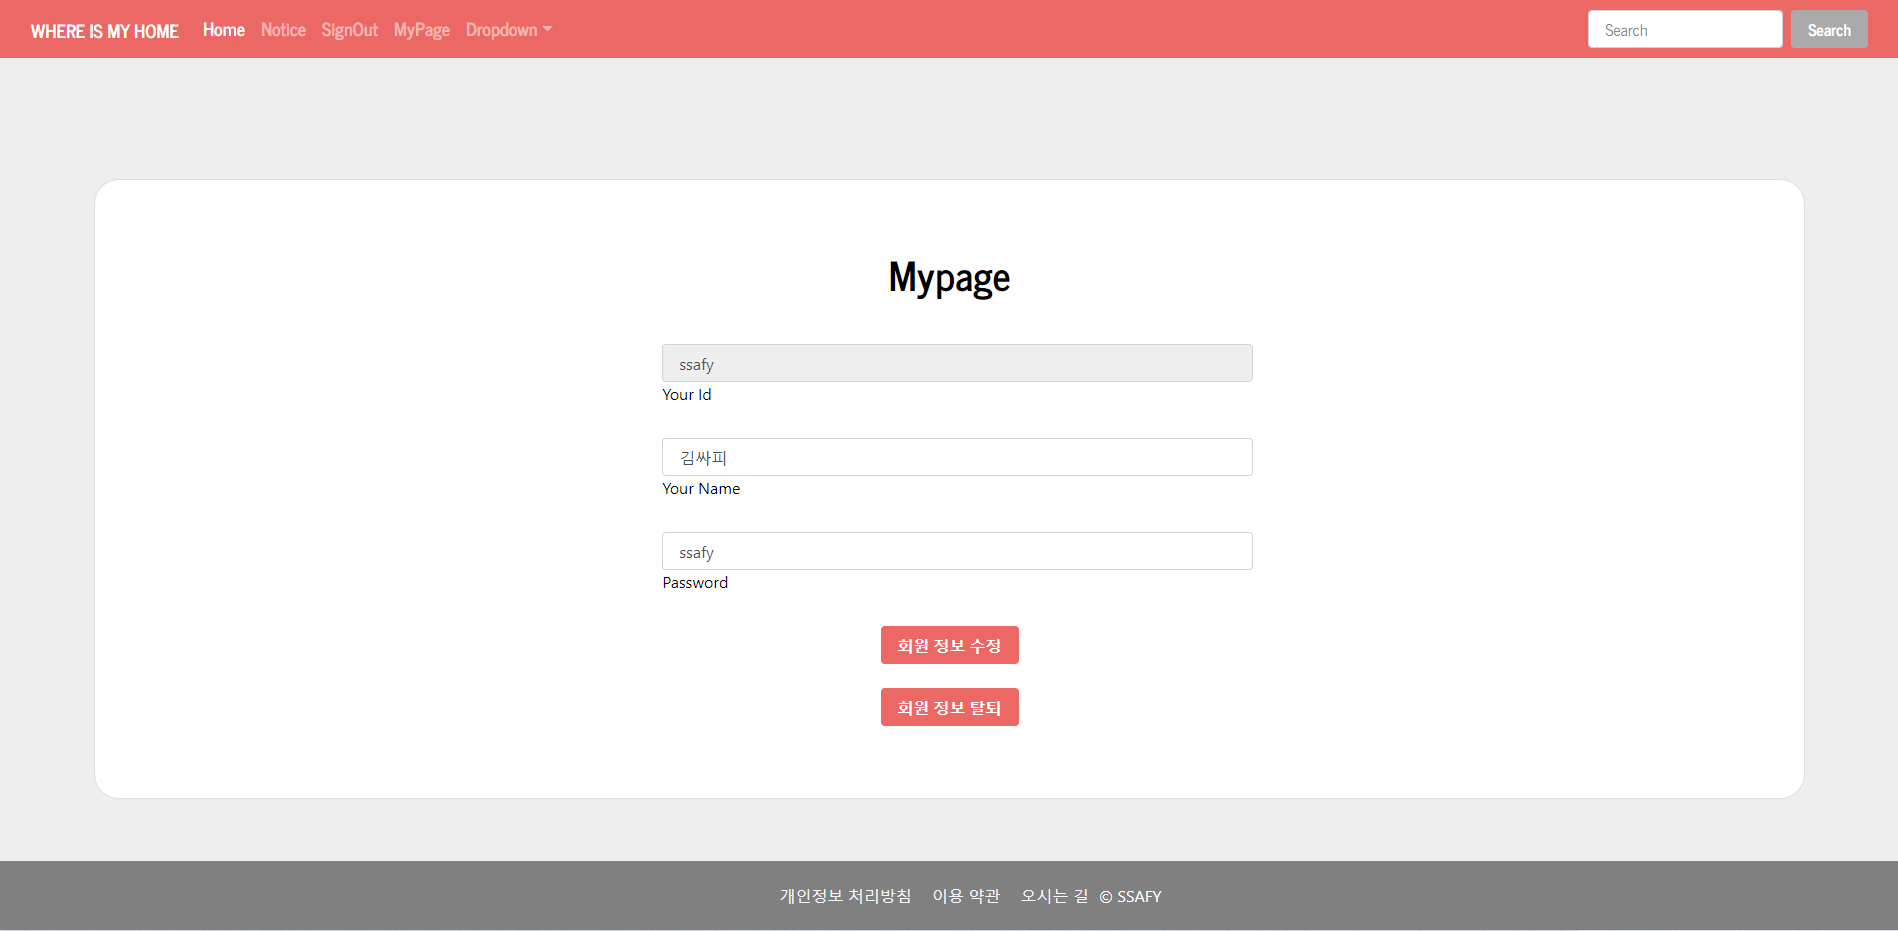 WHERE IS MY HOME Home Notice SignOut MyPage Dropdown Search Search
Mypage
ssafy
Your Id
김싸피
Your Name
ssafy
Password
회원 정보 수정
회원 정보 탈퇴
개인정보 처리방침 이용 약관 오시는 길 © SSAFY